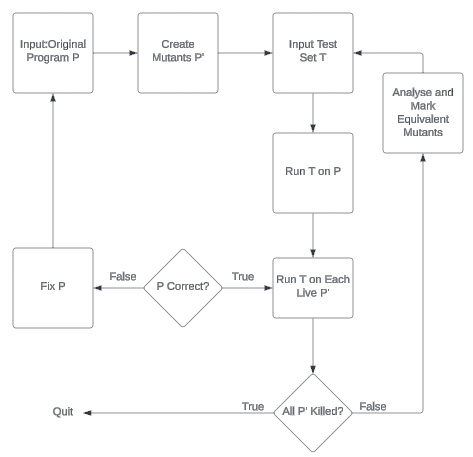 Input:Original
Program P
Create
Mutants P'
Input Test
Set T
Analyse and
Mark
Equivalent
Mutants
Run T on P
Fix P
False
P Correct?
True
Run T on Each
Live P'
Quit
True
All P' Killed?
False